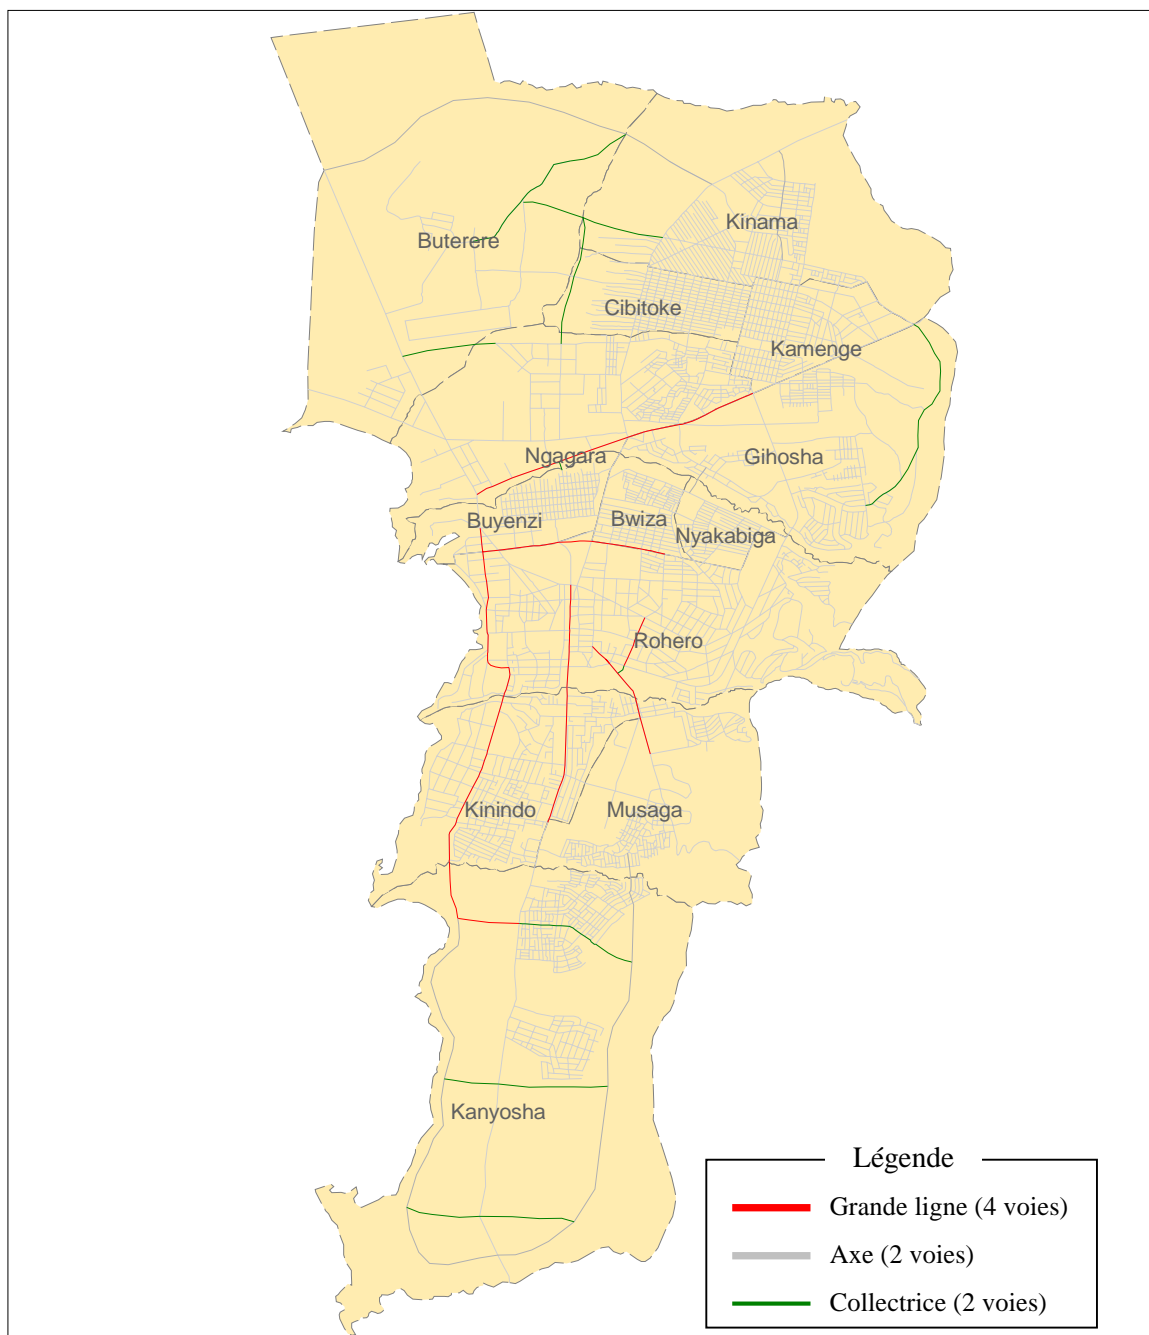 Kinama
Buterere
Cibitoke
Kamenge
Ngagara
Gihosha
Buyenzi
Bwiza
Nyakabiga
Rohero
Kinindo
Musaga
Kanyosha
Légende
Grande ligne (4 voies)
Axe (2 voies)
Collectrice (2 voies)